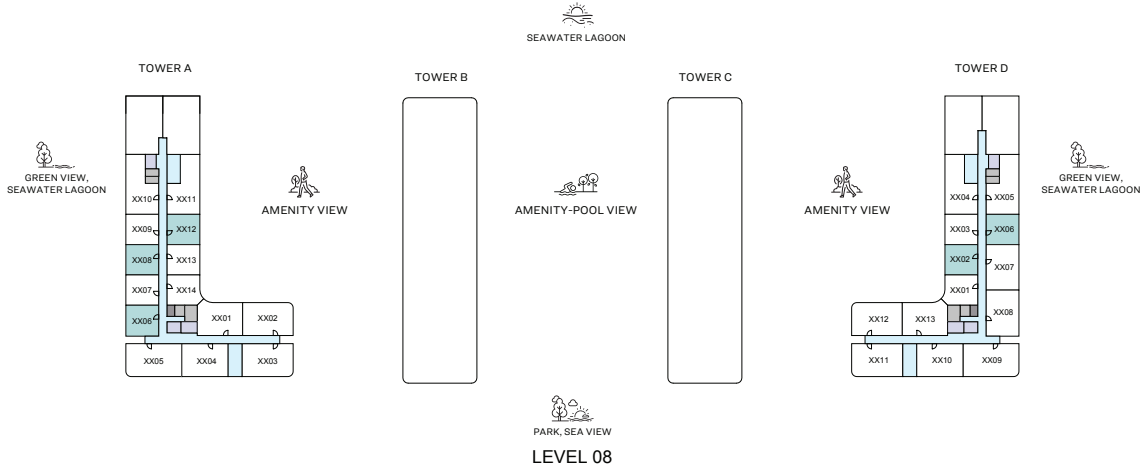 SEAWATER LAGOON
TOWER A
TOWER B
TOWER C
TOWER D
GREEN VIEW,
SEAWATER LAGOON
AMENITY VIEW
AMENITY-POOL VIEW
AMENITY VIEW
GREEN VIEW,
SEAWATER LAGOON
XX10 XX11
XX09 XX12
XX08 XX13
XX07 XX14
XX06
XX01 XX02
XX05 XX04 XX03
XX04 XX05
XX03 XX06
XX02 XX07
XX01
XX08
XX12 XX13
XX11 XX10 XX09
PARK, SEA VIEW
LEVEL 08